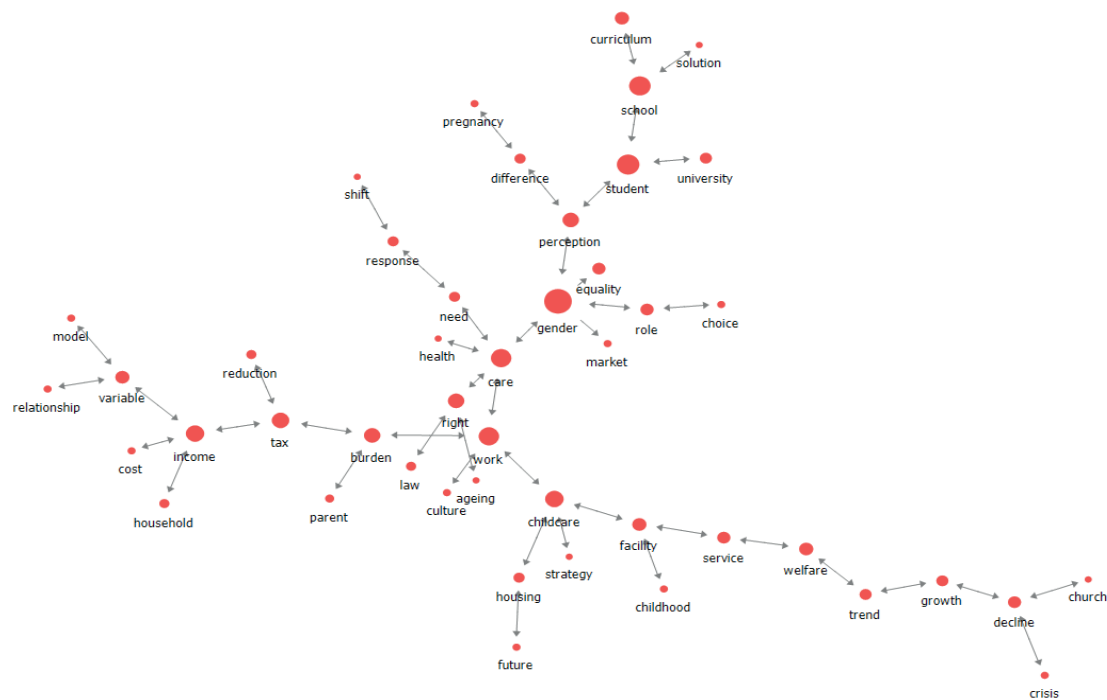 curriculum
solution
school
pregnancy
difference
student
university
shift
perception
response
equality
need
gender
role
choice
model
health
market
reduction
care
relationship
variable
fight
tax
cost
income
burden
work
law
ageing
household
parent
culture
childcare
facility
service
strategy
welfare
housing
childhood
trend
growth
church
decline
future
crisis